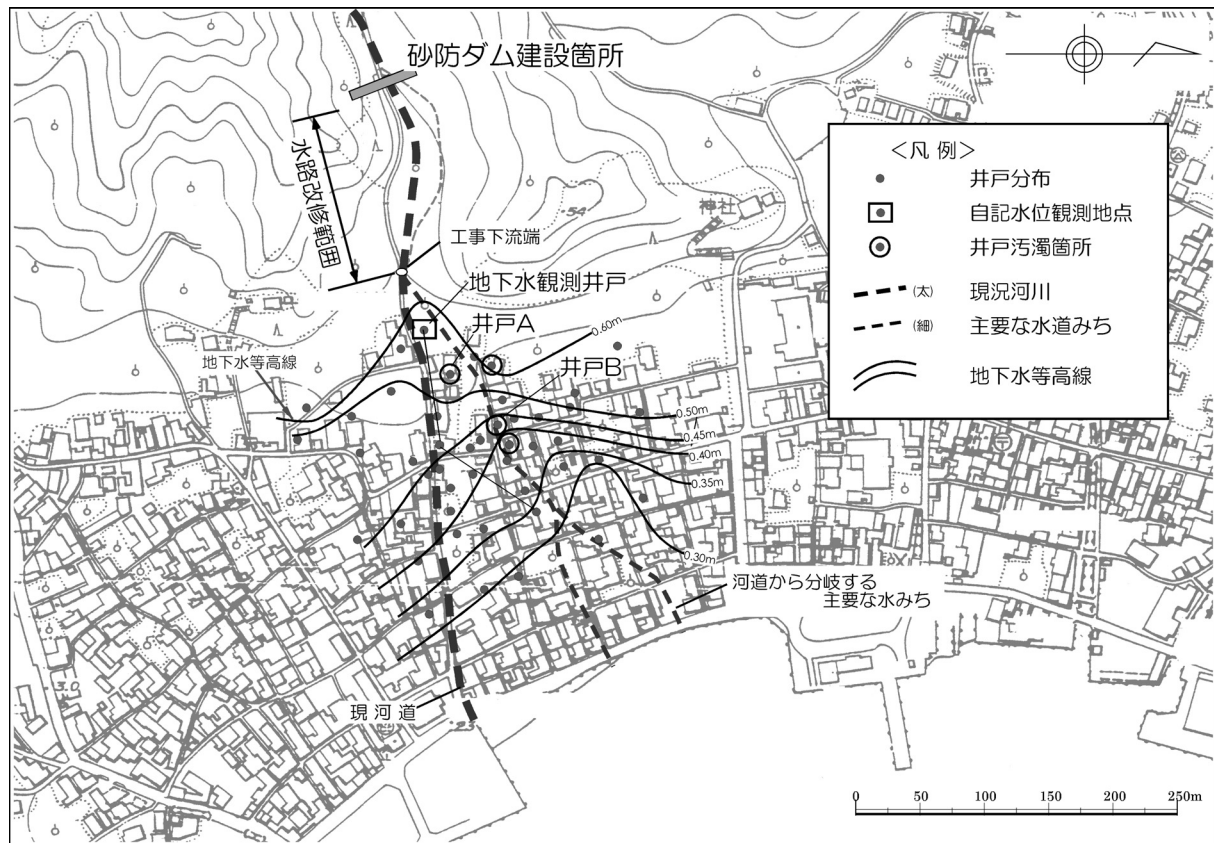 砂防ダム建設箇所
水路改修範囲
工事下流端
地下水観測井戸
井戸A
井戸B
地下水等高線
神社
54
0.60m
0.50m
0.45m
0.40m
0.35m
0.30m
<凡 例>
井戸分布
自記水位観測地点
井戸汚濁箇所
(太) 現況河川
(細) 主要な水道みち
地下水等高線
河道から分岐する
主要な水みち
現 河 道
-3.0
0 50 100 150 200 250m